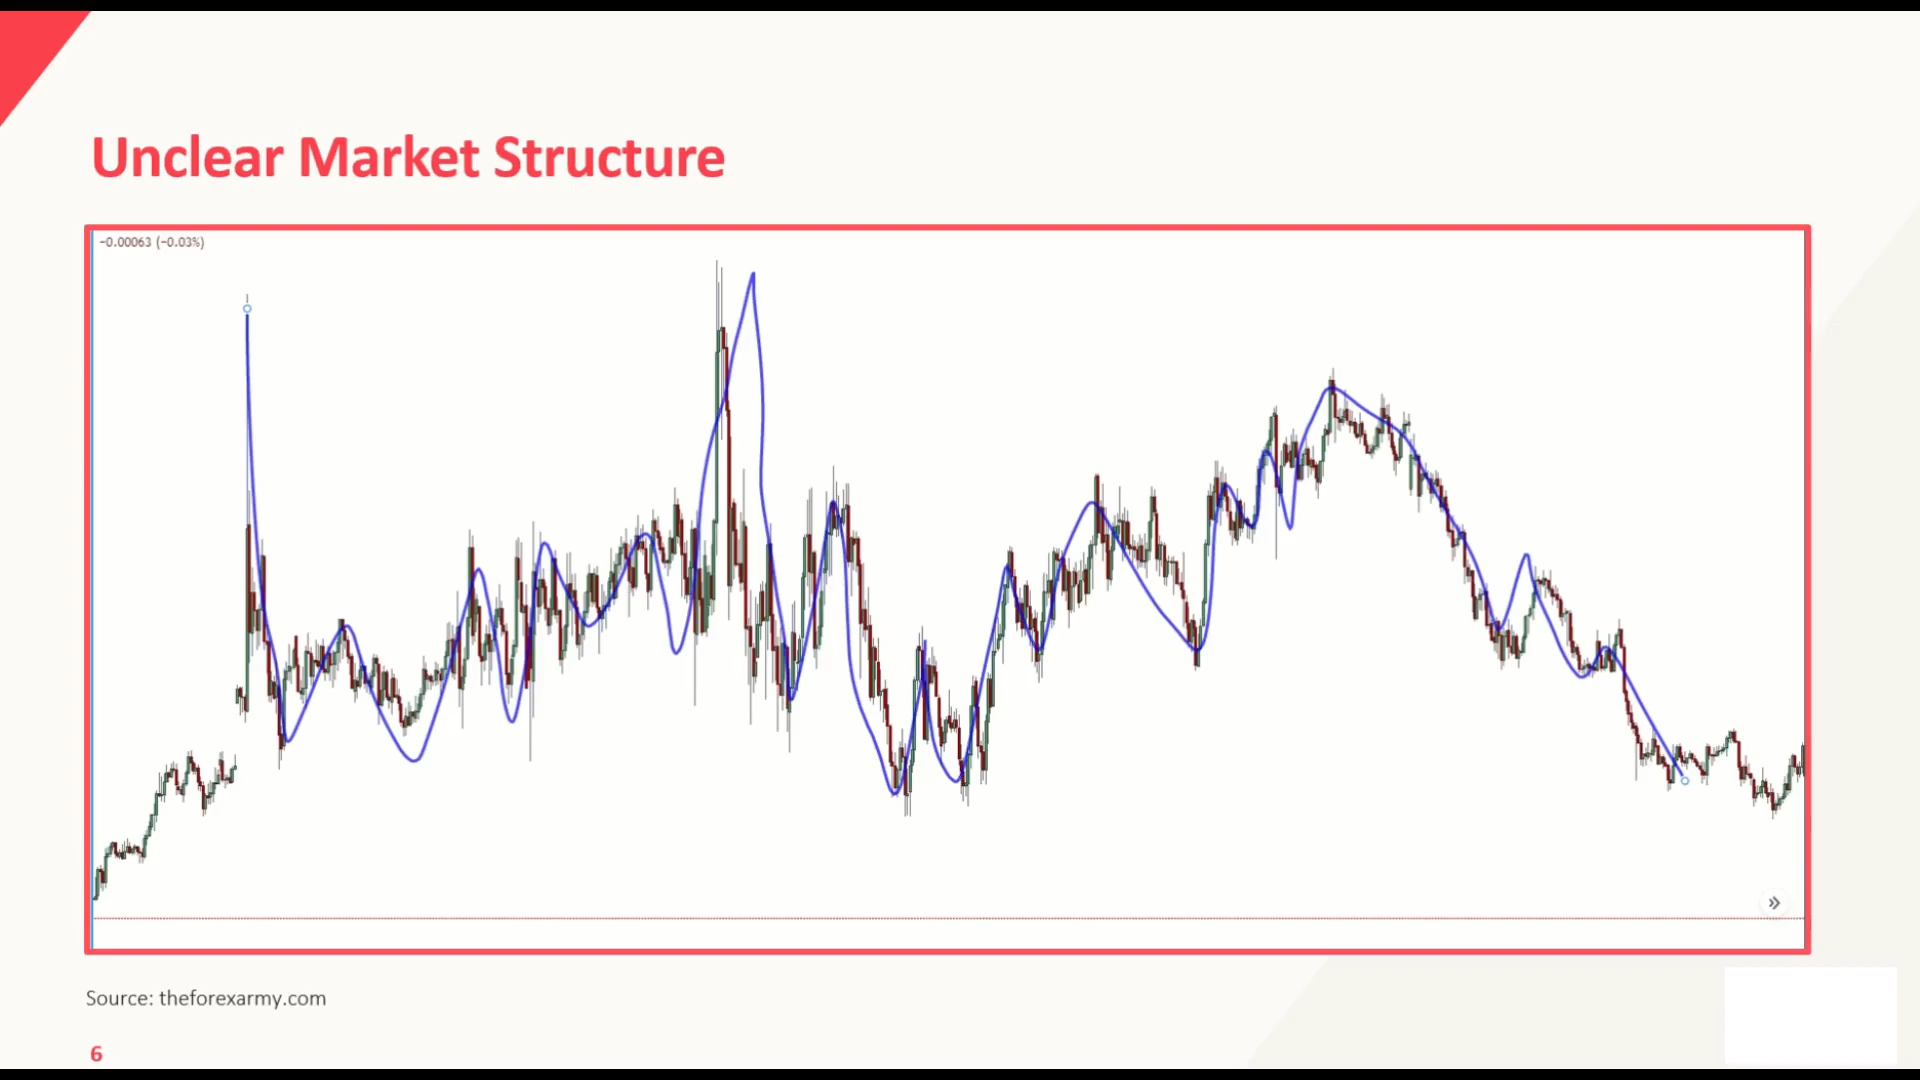 Unclear Market Structure
−0.00063 (−0.03%)
Source: theforexarmy.com
6